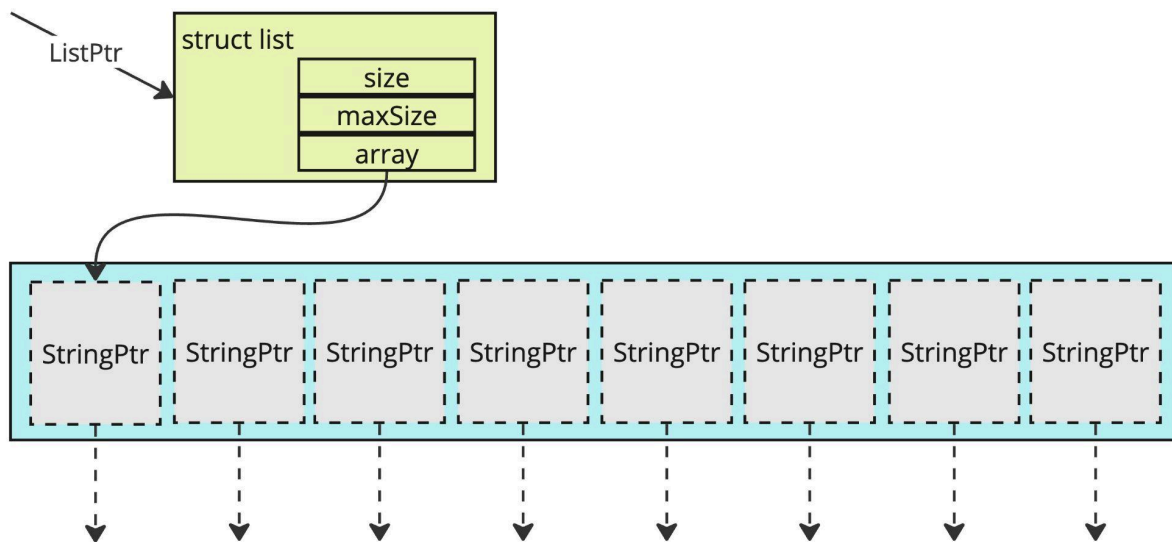 ListPtr
struct list
size
maxSize
array
StringPtr StringPtr StringPtr StringPtr StringPtr StringPtr StringPtr StringPtr